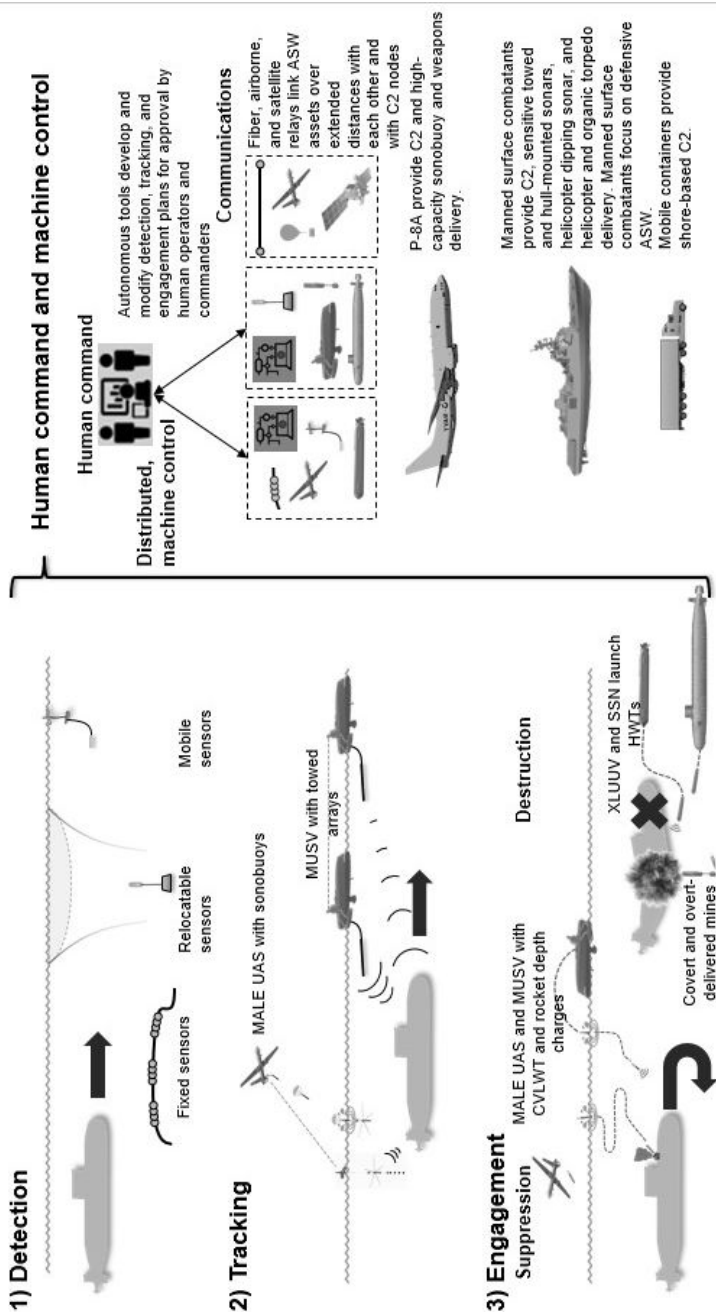 1) Detection
Fixed sensors
Relocatable
sensors
Mobile
sensors
2) Tracking
MALE UAS with sonobuoys
MUSV with towed
arrays
3) Engagement
Suppression
MALE UAS and MUSV with
CVLWT and rocket depth
charges
Destruction
Covert and overt-
delivered mines
XLUUV and SSN launch
HWTs
Human command and machine control
Human command
Distributed,
machine control
Autonomous tools develop and
modify detection, tracking, and
engagement plans for approval by
human operators and
commanders
Communications
Fiber, airborne,
and satellite
relays link ASW
assets over
extended
distances with
each other and
with C2 nodes
P-8A provide C2 and high-
capacity sonobuoy and weapons
delivery.
Manned surface combatants
provide C2, sensitive towed
and hull-mounted sonars,
helicopter dipping sonar, and
helicopter and organic torpedo
delivery. Manned surface
combatants focus on defensive
ASW.
Mobile containers provide
shore-based C2.